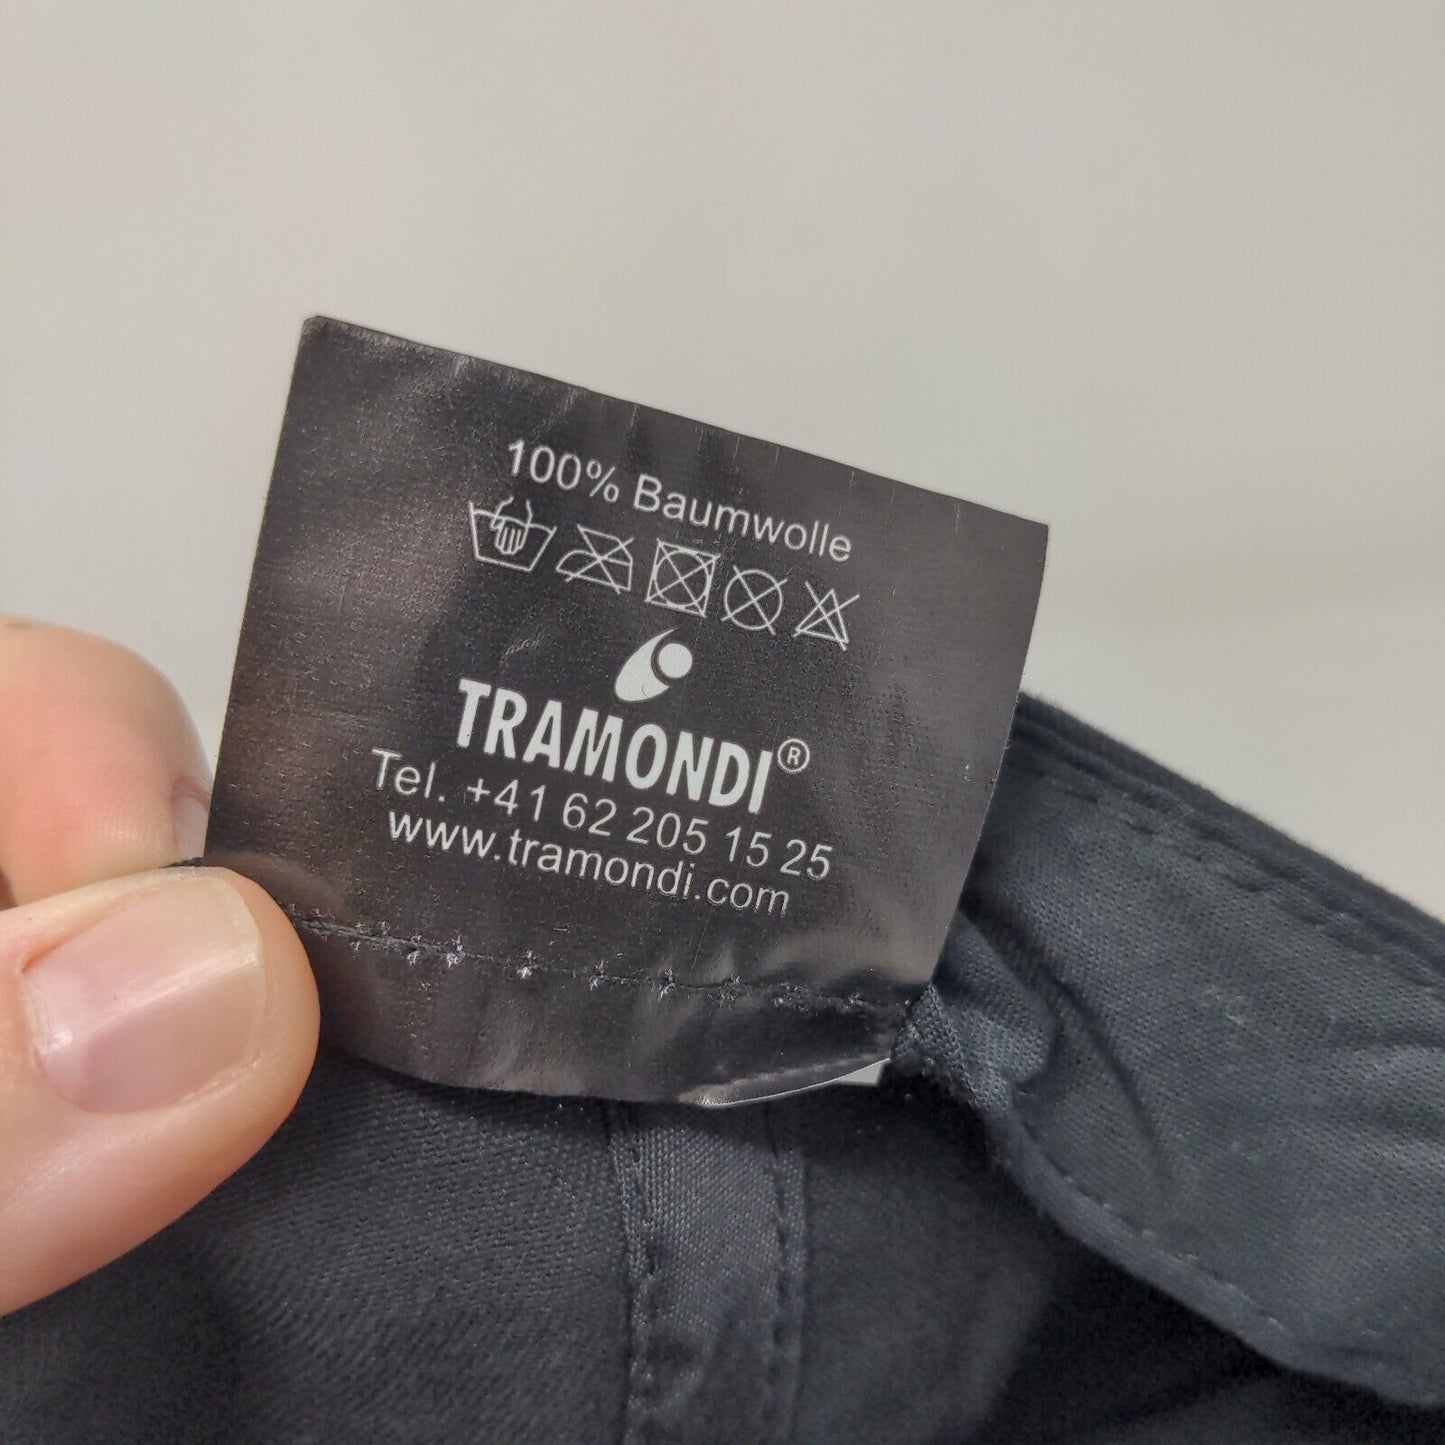 100% Baumwolle
TRAMONDI®
Tel. +41 62 205 15 25
www.tramondi.com